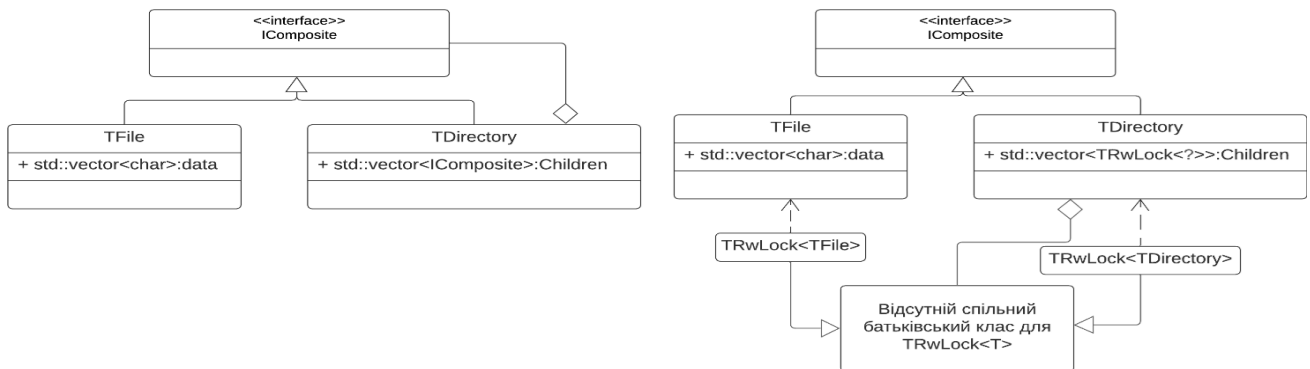 <<interface>>
IComposite
TFile
+ std::vector<char>:data
TDirectory
+ std::vector<IComposite>:Children
<<interface>>
IComposite
TFile
+ std::vector<char>:data
TDirectory
+ std::vector<TRwLock<?>>:Children
TRwLock<TFile>
TRwLock<TDirectory>
Відсутній спільний
батьківський клас для
TRwLock<T>